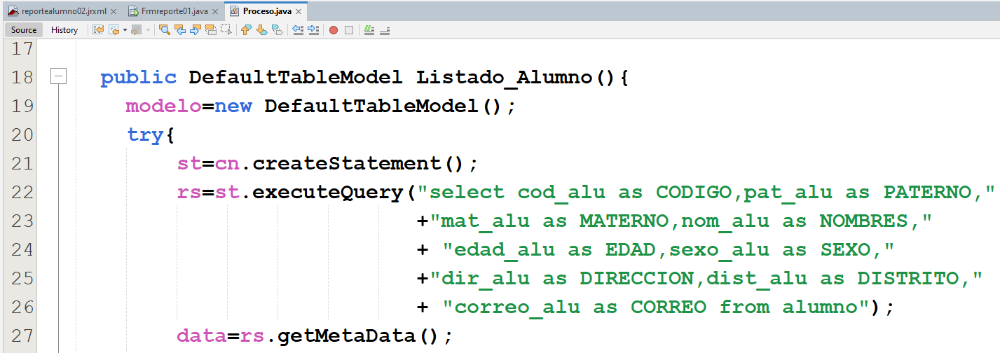 reportealumno02.jrxml × Frmreporte01.java × Proceso.java ×
Source History
17
18 public DefaultTableModel Listado_Alumno(){
19 modelo=new DefaultTableModel();
20 try{
21 st=cn.createStatement();
22 rs=st.executeQuery("select cod_alu as CODIGO,pat_alu as PATERNO,"
23 +"mat_alu as MATERNO,nom_alu as NOMBRES,"
24 + "edad_alu as EDAD,sexo_alu as SEXO,"
25 +"dir_alu as DIRECCION,dist_alu as DISTRITO,"
26 + "correo_alu as CORREO from alumno");
27 data=rs.getMetaData();